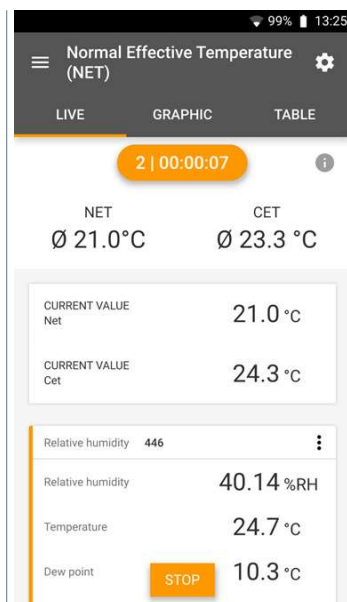 99% 13:25
Normal Effective Temperature
(NET)
LIVE GRAPHIC TABLE
2 | 00:00:07
NET CET
Ø 21.0°C Ø 23.3 °C
CURRENT VALUE
Net 21.0 °C
CURRENT VALUE
Cet 24.3 °C
Relative humidity 446
Relative humidity 40.14 %RH
Temperature 24.7 °C
Dew point 10.3 °C
STOP